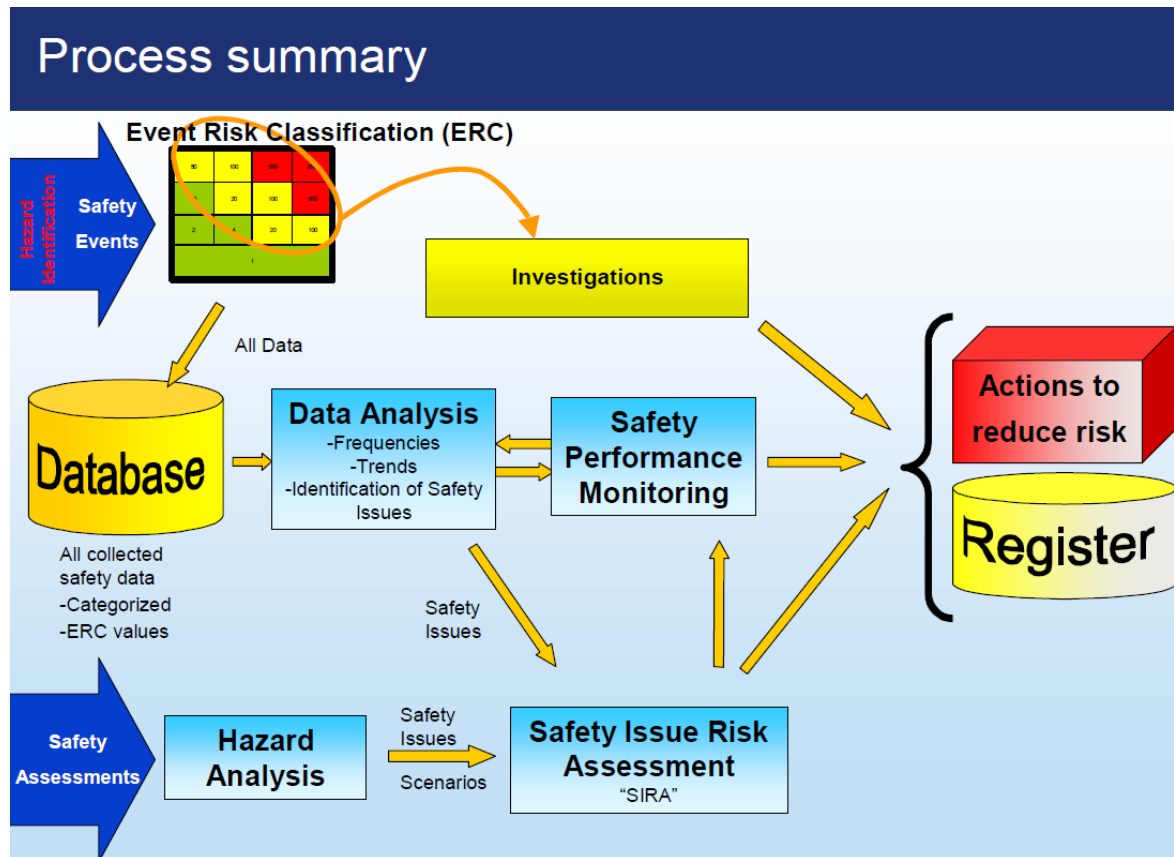 Process summary
Event Risk Classification (ERC)
Hazard
Identification
Safety
Events
50
100
20
100
2
4
20
100
1
Investigations
All Data
Database
Data Analysis
-Frequencies
-Trends
-Identification of Safety
Issues
Safety
Performance
Monitoring
Actions to
reduce risk
Register
All collected
safety data
-Categorized
-ERC values
Safety
Issues
Safety
Assessments
Hazard
Analysis
Safety
Issues
Scenarios
Safety Issue Risk
Assessment
“SIRA”